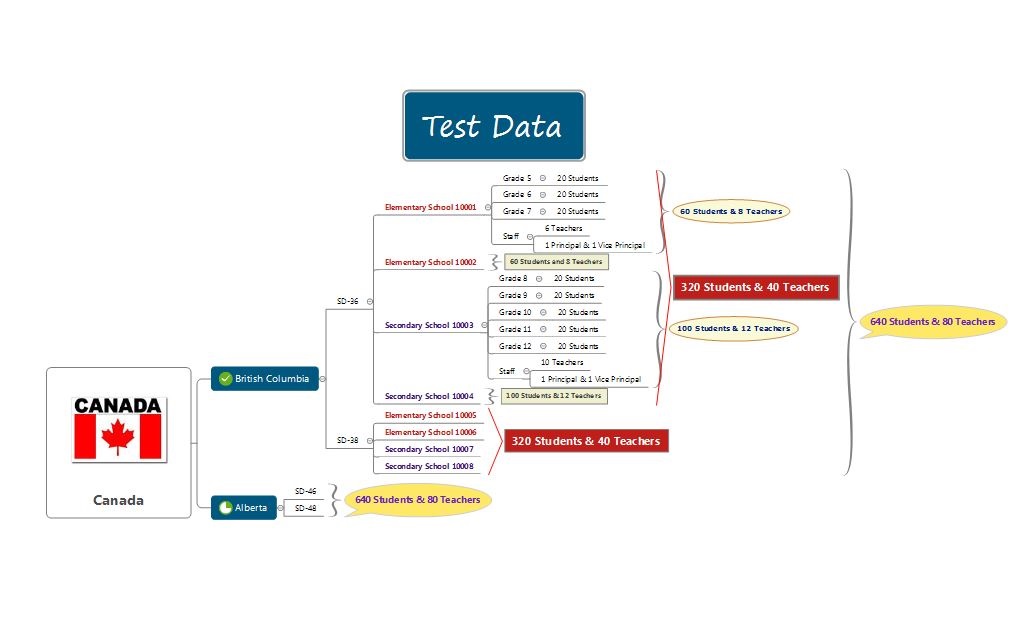 Test Data
Grade 5 20 Students
Grade 6 20 Students
Elementary School 10001
Grade 7 20 Students
60 Students & 8 Teachers
6 Teachers
Staff
1 Principal & 1 Vice Principal
Elementary School 10002
60 Students and 8 Teachers
Grade 8 20 Students
320 Students & 40 Teachers
Grade 9 20 Students
SD-36
Grade 10 20 Students
Secondary School 10003
Grade 11 20 Students
100 Students & 12 Teachers
640 Students & 80 Teachers
Grade 12 20 Students
10 Teachers
Staff
1 Principal & 1 Vice Principal
British Columbia
Secondary School 10004
100 Students & 12 Teachers
CANADA
Elementary School 10005
Elementary School 10006
SD-38
320 Students & 40 Teachers
Secondary School 10007
Secondary School 10008
Canada
SD-46
640 Students & 80 Teachers
Alberta
SD-48